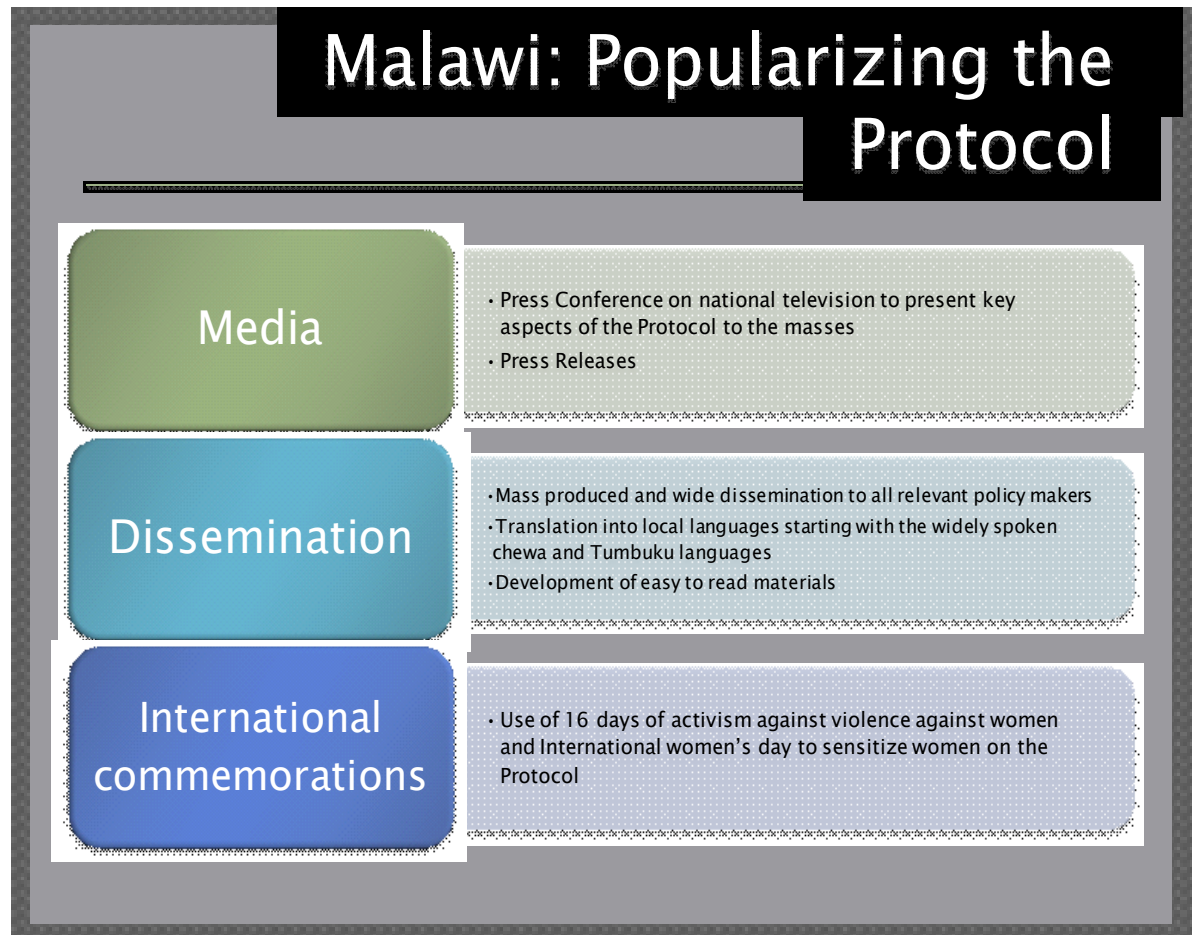 Malawi: Popularizing the
Protocol
Media
• Press Conference on national television to present key
aspects of the Protocol to the masses
• Press Releases
Dissemination
•Mass produced and wide dissemination to all relevant policy makers
•Translation into local languages starting with the widely spoken
chewa and Tumbuku languages
•Development of easy to read materials
International
commemorations
• Use of 16 days of activism against violence against women
and International women’s day to sensitize women on the
Protocol